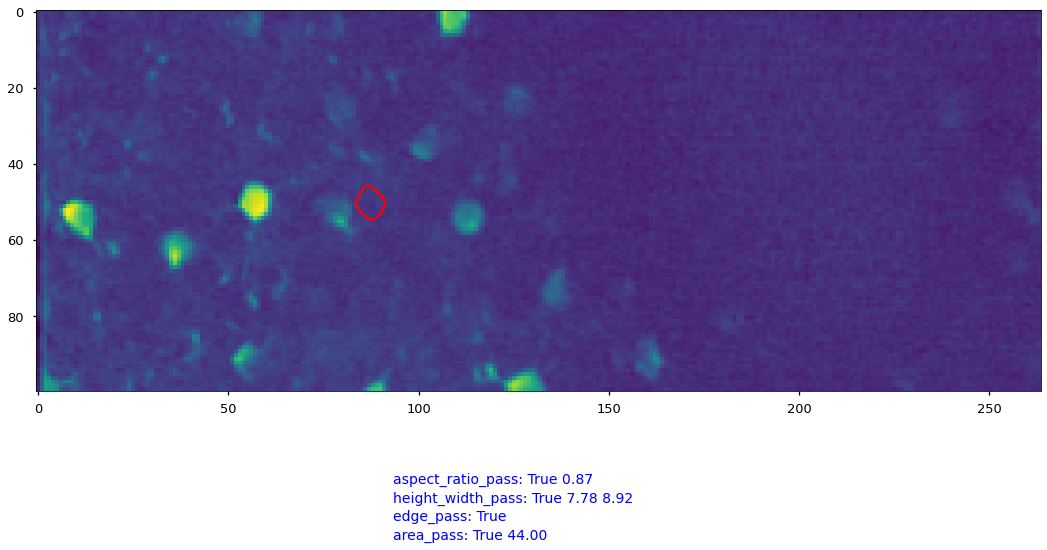 0
20
40
60
80
0 50 100 150 200 250
aspect_ratio_pass: True 0.87
height_width_pass: True 7.78 8.92
edge_pass: True
area_pass: True 44.00